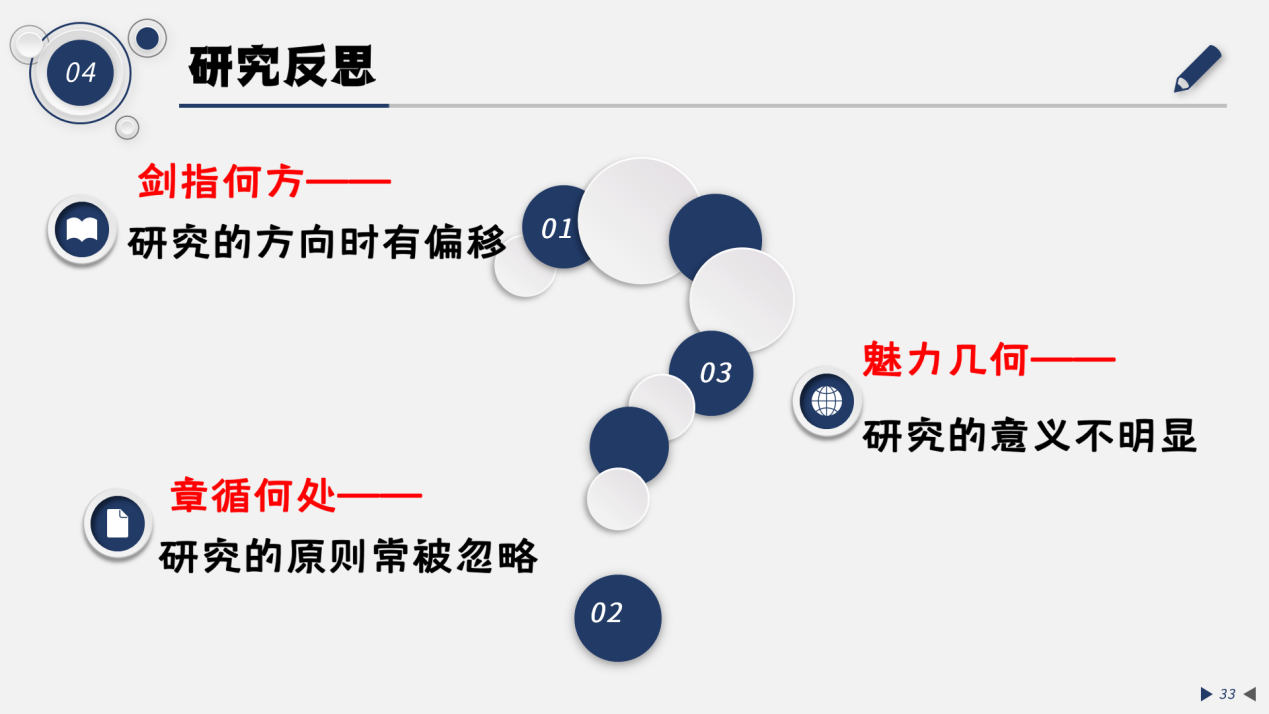 04
研究反思
剑指何方——
研究的方向时有偏移
01
03
魅力几何——
研究的意义不明显
章循何处——
研究的原则常被忽略
02
33